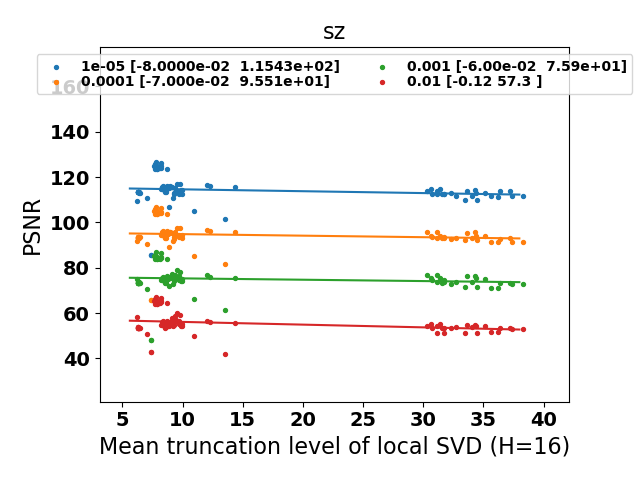 sz
1e-05 [-8.0000e-02  1.1543e+02]
0.0001 [-7.000e-02  9.551e+01]
0.001 [-6.00e-02  7.59e+01]
0.01 [-0.12 57.3 ]
160
140
120
100
80
60
40
PSNR
5 10 15 20 25 30 35 40
Mean truncation level of local SVD (H=16)